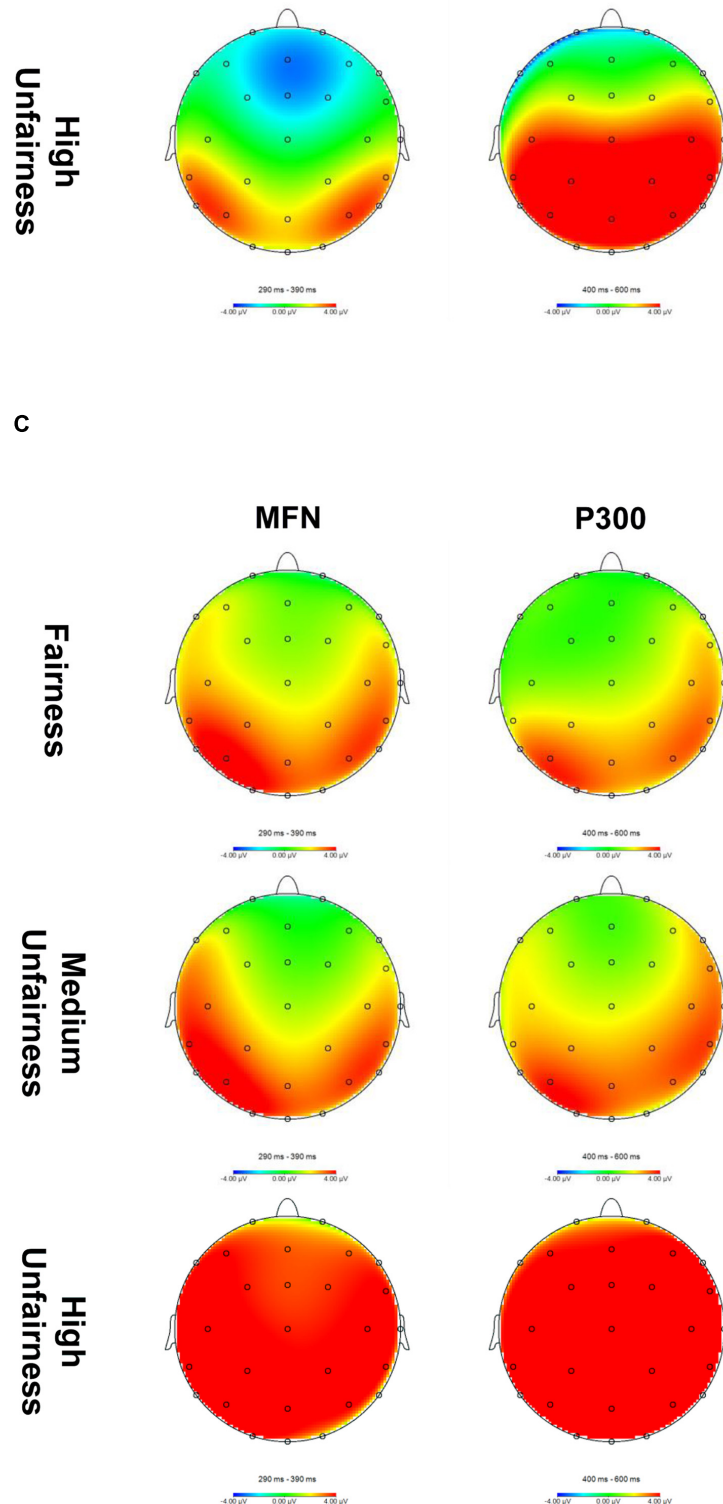 High
Unfairness
290 ms - 390 ms
-4.00 µV 0.00 µV 4.00 µV
400 ms - 600 ms
-4.00 µV 0.00 µV 4.00 µV
C
MFN
P300
Fairness
290 ms - 390 ms
-4.00 µV 0.00 µV 4.00 µV
400 ms - 600 ms
-4.00 µV 0.00 µV 4.00 µV
Medium
Unfairness
290 ms - 390 ms
-4.00 µV 0.00 µV 4.00 µV
400 ms - 600 ms
-4.00 µV 0.00 µV 4.00 µV
High
Unfairness
290 ms - 390 ms
-4.00 µV 0.00 µV 4.00 µV
400 ms - 600 ms
-4.00 µV 0.00 µV 4.00 µV